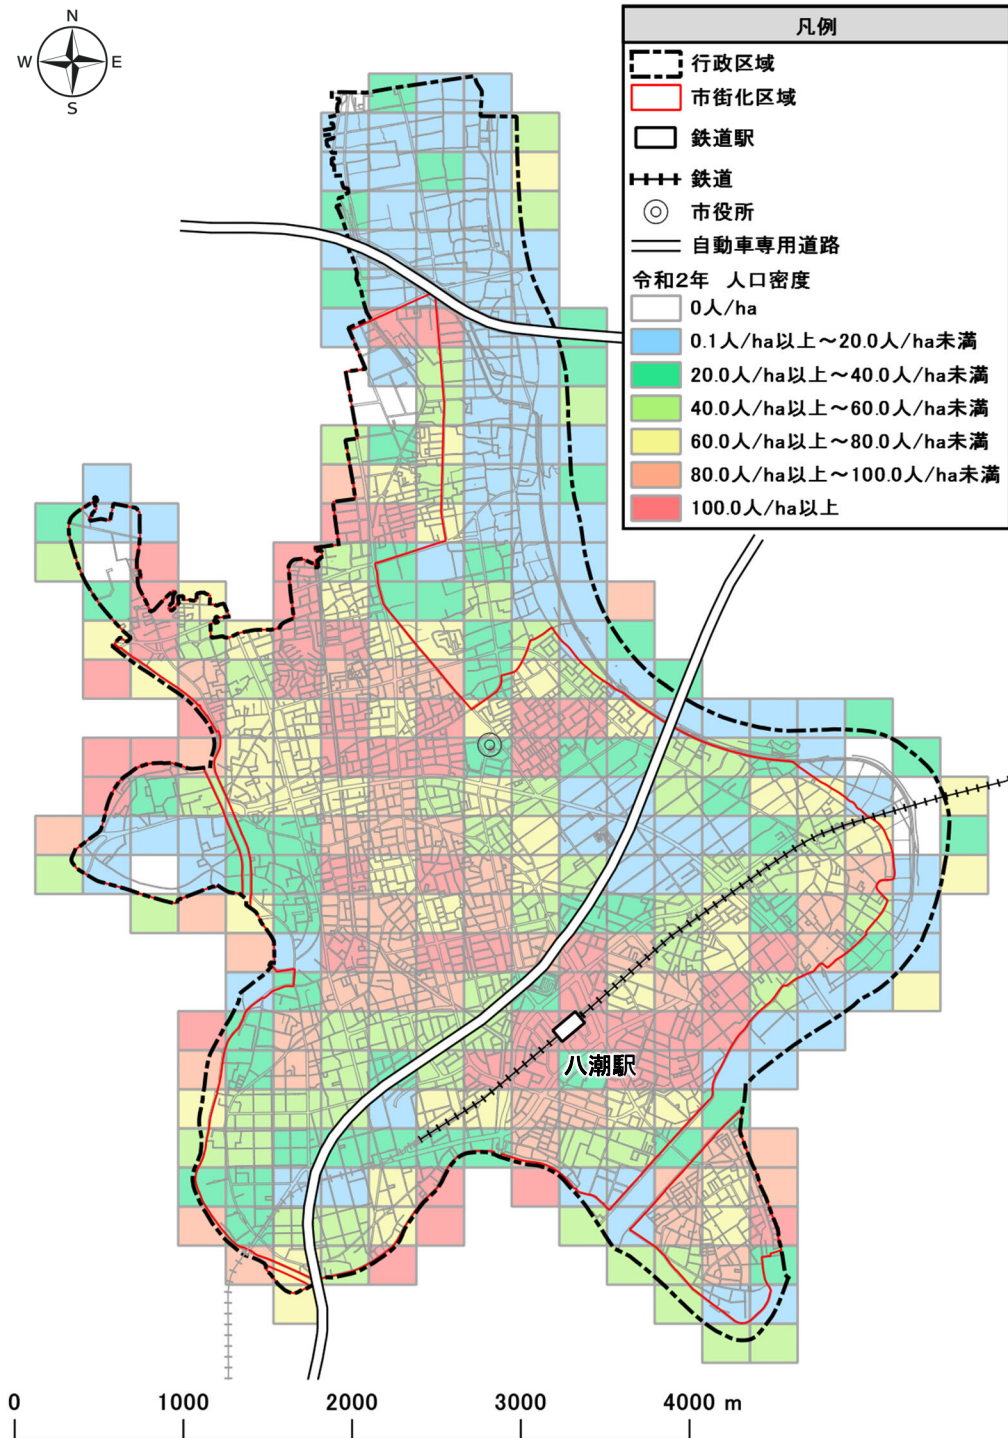 N
W E
S
凡例
行政区域
市街化区域
鉄道駅
鉄道
市役所
自動車専用道路
令和2年 人口密度
0人/ha
0.1人/ha以上～20.0人/ha未満
20.0人/ha以上～40.0人/ha未満
40.0人/ha以上～60.0人/ha未満
60.0人/ha以上～80.0人/ha未満
80.0人/ha以上～100.0人/ha未満
100.0人/ha以上
八潮駅
0 1000 2000 3000 4000 m